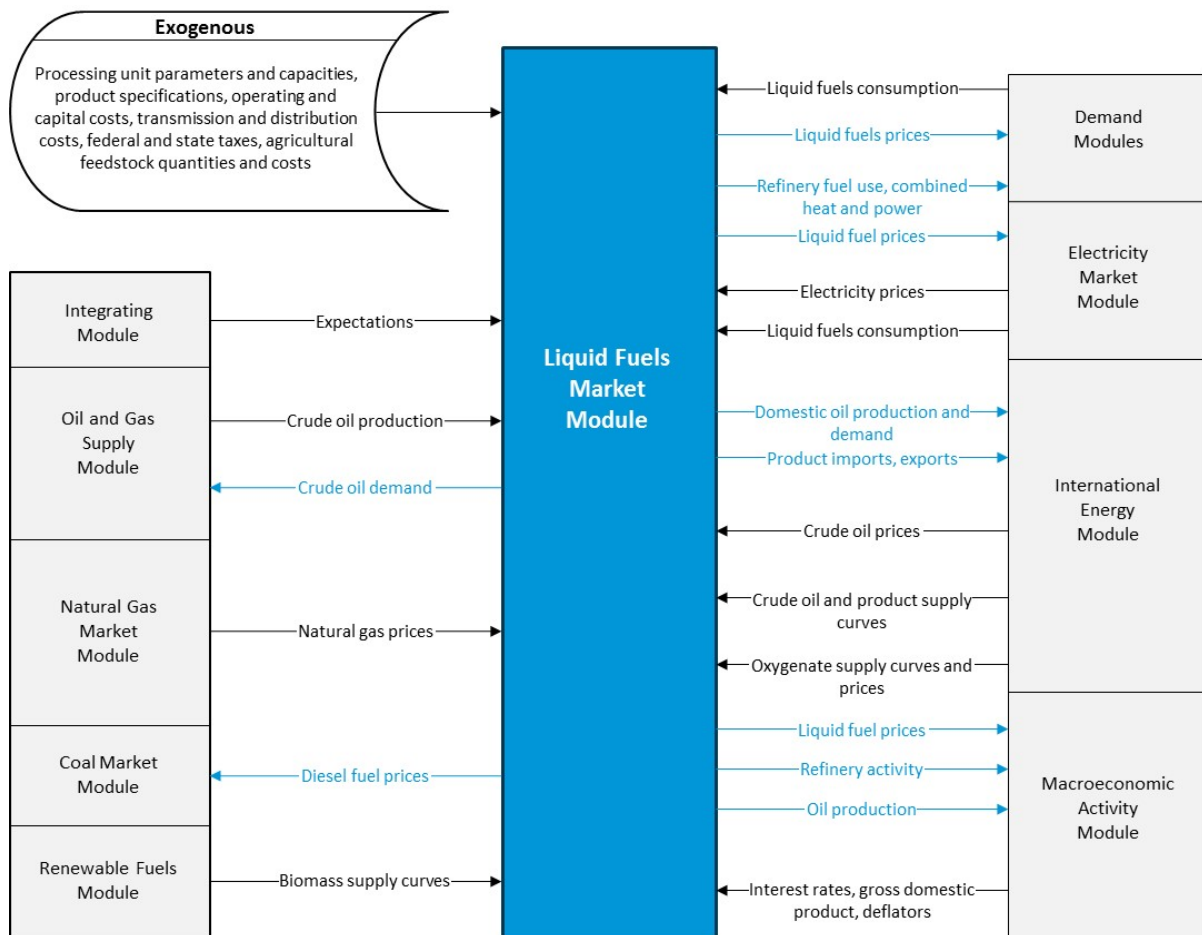 Exogenous
Processing unit parameters and capacities,
product specifications, operating and
capital costs, transmission and distribution
costs, federal and state taxes, agricultural
feedstock quantities and costs
Integrating
Module
Oil and Gas
Supply
Module
Natural Gas
Market
Module
Coal Market
Module
Renewable Fuels
Module
Expectations
Crude oil production
Crude oil demand
Natural gas prices
Diesel fuel prices
Biomass supply curves
Liquid Fuels
Market
Module
Liquid fuels consumption
Liquid fuels prices
Refinery fuel use, combined
heat and power
Liquid fuel prices
Electricity prices
Liquid fuels consumption
Domestic oil production and
demand
Product imports, exports
Crude oil prices
Crude oil and product supply
curves
Oxygenate supply curves and
prices
Liquid fuel prices
Refinery activity
Oil production
Interest rates, gross domestic
product, deflators
Demand
Modules
Electricity
Market
Module
International
Energy
Module
Macroeconomic
Activity
Module